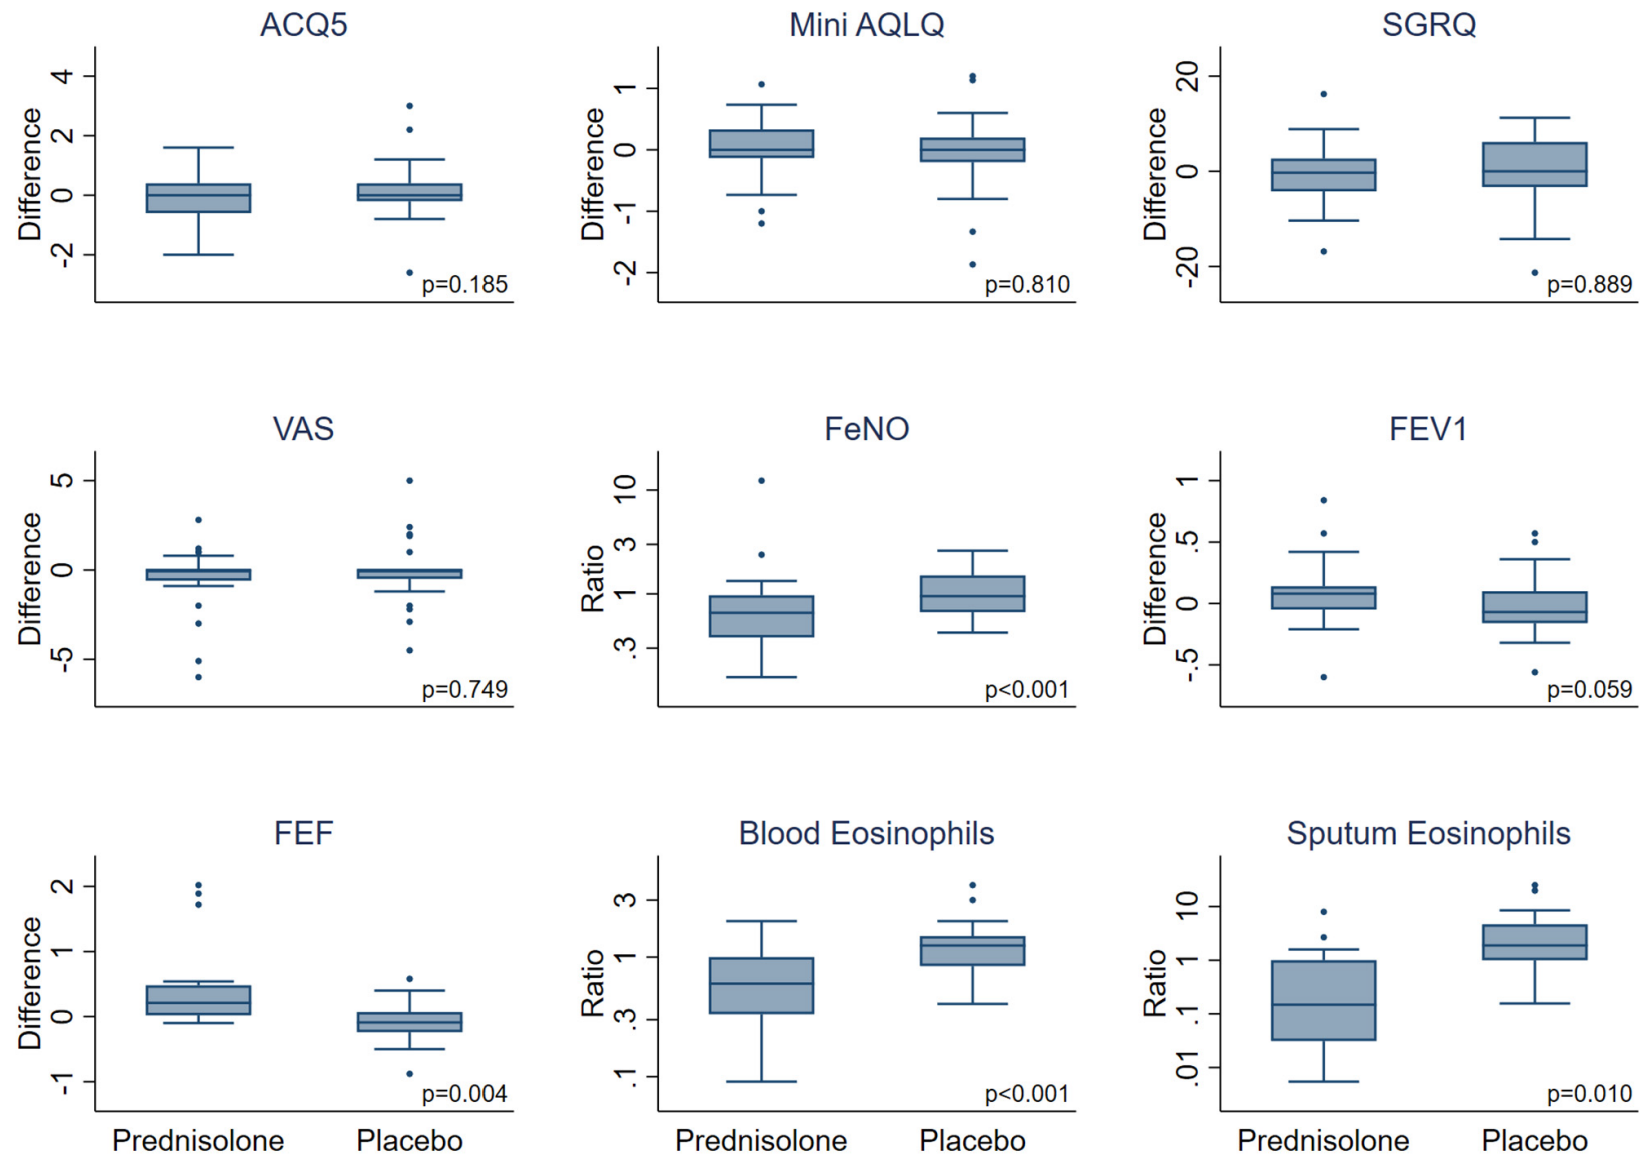 ACQ5
Difference
4
2
0
-2
p=0.185
Mini AQLQ
Difference
1
0
-1
-2
p=0.810
SGRQ
Difference
20
0
-20
p=0.889
VAS
Difference
5
0
-5
p=0.749
FeNO
Ratio
10
3
1
.3
p<0.001
FEV1
Difference
1
.5
0
-.5
p=0.059
FEF
Difference
2
1
0
-1
p=0.004
Prednisolone Placebo
Blood Eosinophils
Ratio
3
1
.3
.1
p<0.001
Prednisolone Placebo
Sputum Eosinophils
Ratio
10
1
.1
.01
p=0.010
Prednisolone Placebo